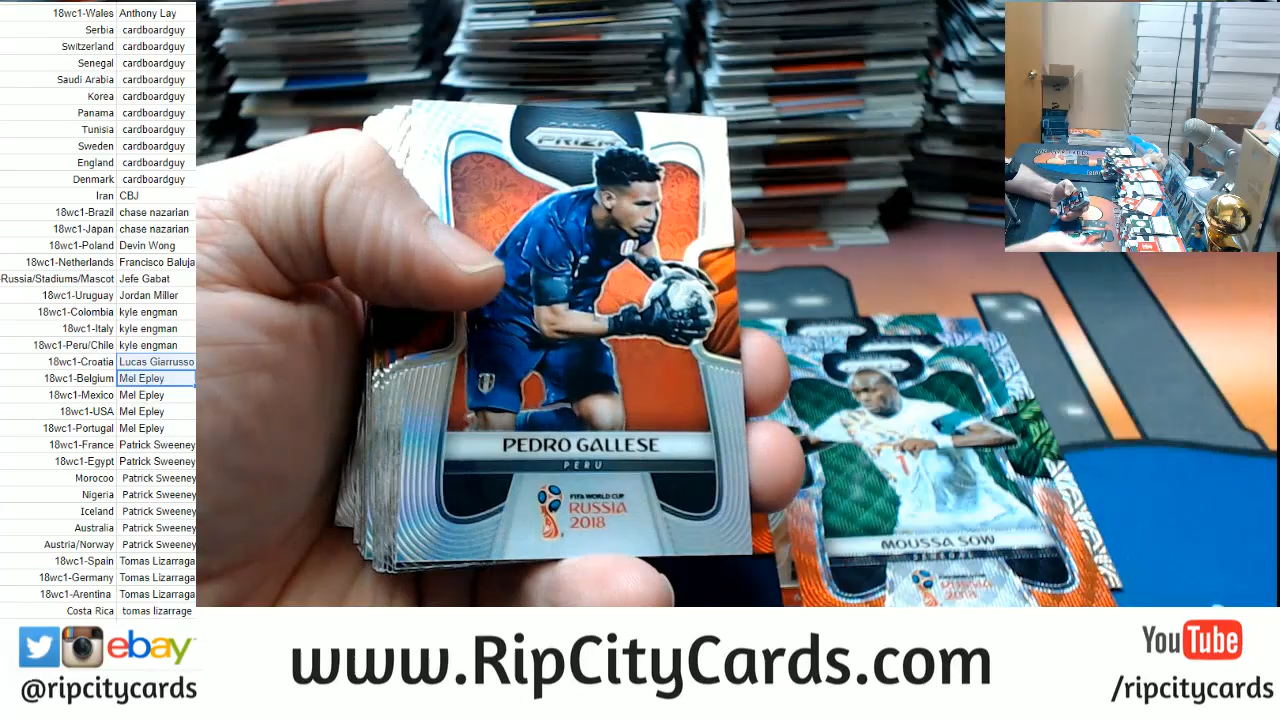 18wc1-Wales Anthony Lay
Serbia cardboardguy
Switzerland cardboardguy
Senegal cardboardguy
Saudi Arabia cardboardguy
Korea cardboardguy
Panama cardboardguy
Tunisia cardboardguy
Sweden cardboardguy
England cardboardguy
Denmark cardboardguy
Iran CBJ
18wc1-Brazil chase nazarian
18wc1-Japan chase nazarian
18wc1-Poland Devin Wong
18wc1-Netherlands Francisco Baluja
-Russia/Stadiums/Mascot Jefe Gabat
18wc1-Uruguay Jordan Miller
18wc1-Colombia kyle engman
18wc1-Italy kyle engman
18wc1-Peru/Chile kyle engman
18wc1-Croatia Lucas Giarrusso
18wc1-Belgium Mel Epley
18wc1-Mexico Mel Epley
18wc1-USA Mel Epley
18wc1-Portugal Mel Epley
18wc1-France Patrick Sweeney
18wc1-Egypt Patrick Sweeney
Morocoo Patrick Sweeney
Nigeria Patrick Sweeney
Iceland Patrick Sweeney
Australia Patrick Sweeney
Austria/Norway Patrick Sweeney
18wc1-Spain Tomas Lizarraga
18wc1-Germany Tomas Lizarraga
18wc1-Arentina Tomas Lizarraga
Costa Rica tomas lizarrage
PANINI
PRIZM
PEDRO GALLESE
PERU
FIFA WORLD CUP
RUSSIA
2018
MOUSSA SOW
SENEGAL
RUSSIA
2018
ebay
@ripcitycards
www.RipCityCards.com
YouTube
/ripcitycards